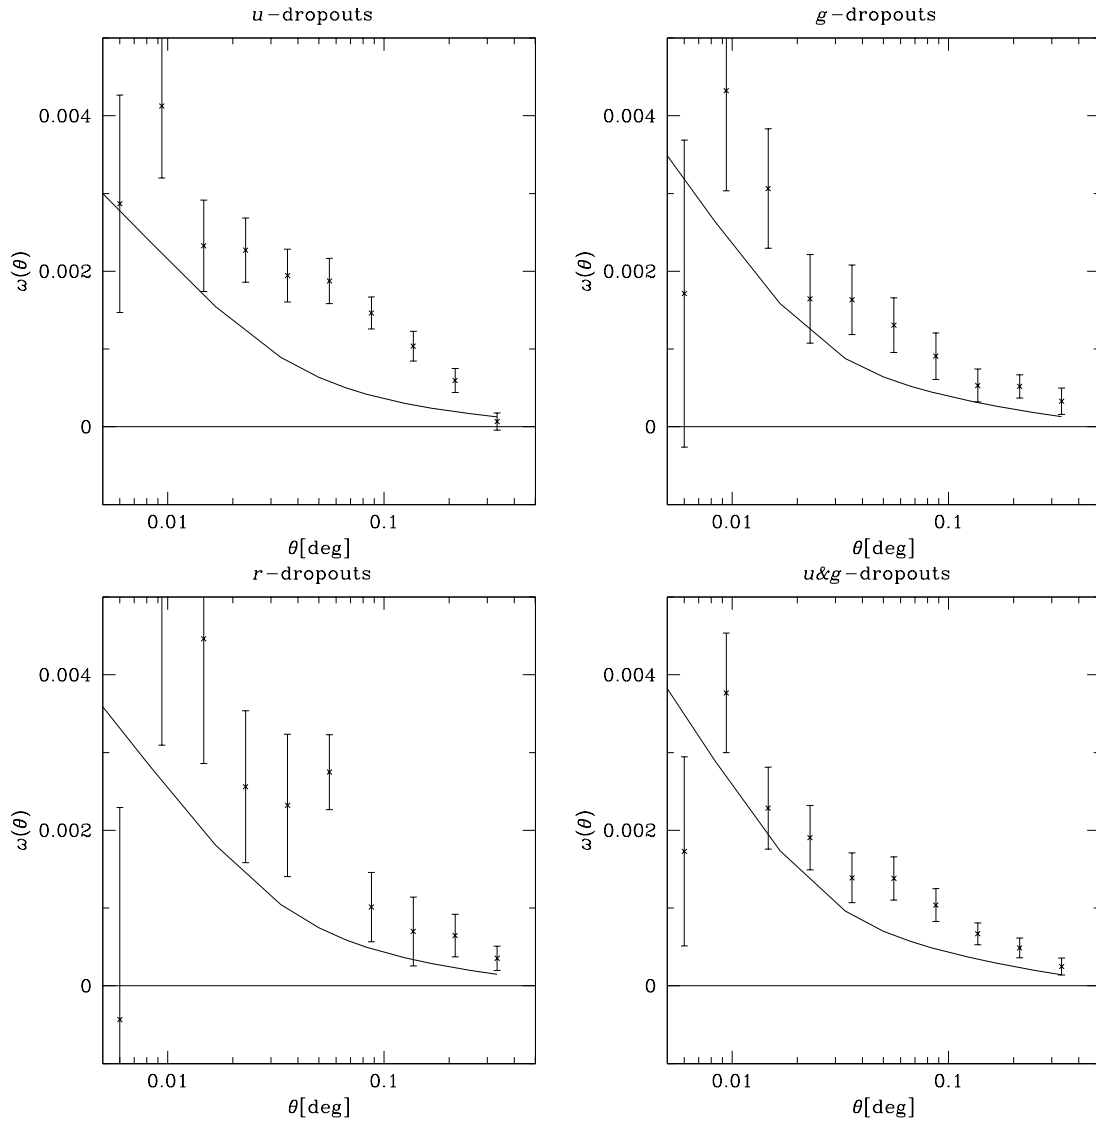 u-dropouts
0.004
0.002
0
ω(θ)
0.01 0.1
θ[deg]
g-dropouts
0.004
0.002
0
ω(θ)
0.01 0.1
θ[deg]
r-dropouts
0.004
0.002
0
ω(θ)
0.01 0.1
θ[deg]
u&g-dropouts
0.004
0.002
0
ω(θ)
0.01 0.1
θ[deg]